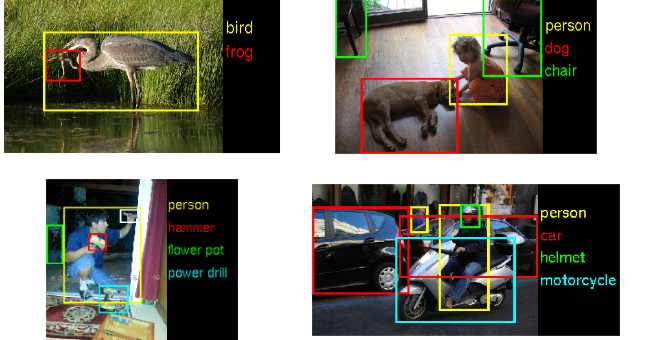 bird
frog
person
dog
chair
person
hammer
flower pot
power drill
person
car
helmet
motorcycle